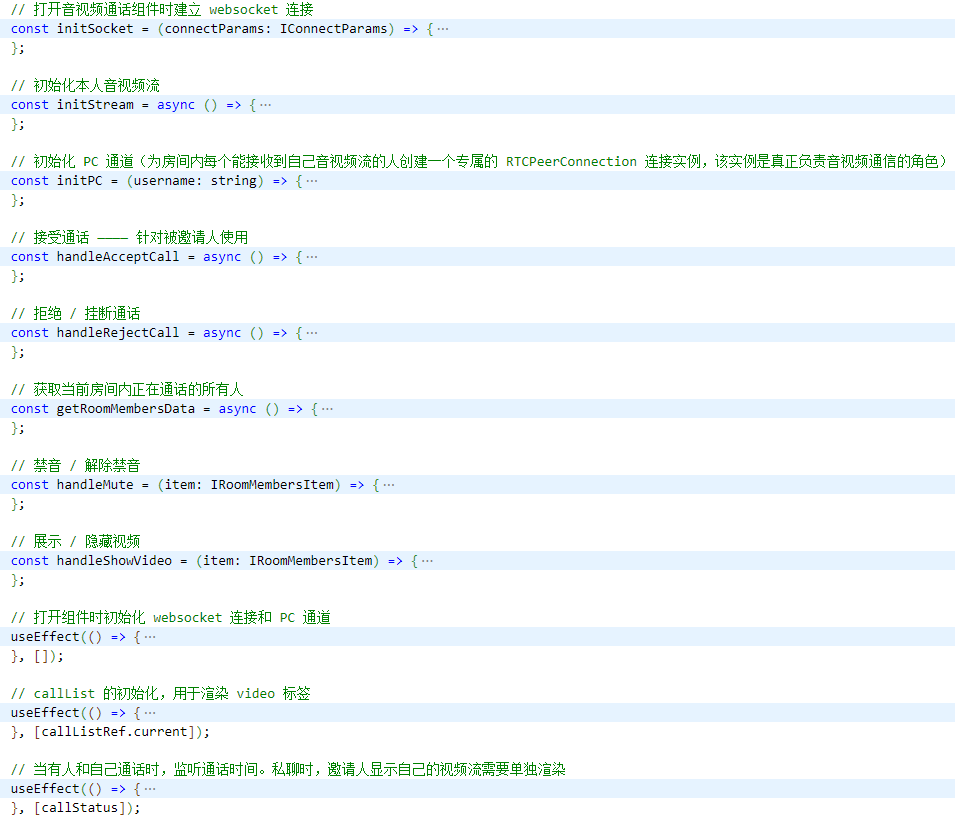 // 打开音视频通话组件时建立 websocket 连接
const initSocket = (connectParams: IConnectParams) => {···
};
// 初始化本人音视频流
const initStream = async () => {···
};
// 初始化 PC 通道（为房间内每个能接收到自己音视频流的人创建一个专属的 RTCPeerConnection 连接实例，该实例是真正负责音视频通信的角色）
const initPC = (username: string) => {···
};
// 接受通话 ———— 针对被邀请人使用
const handleAcceptCall = async () => {···
};
// 拒绝 / 挂断通话
const handleRejectCall = async () => {···
};
// 获取当前房间内正在通话的所有人
const getRoomMembersData = async () => {···
};
// 禁音 / 解除禁音
const handleMute = (item: IRoomMembersItem) => {···
};
// 展示 / 隐藏视频
const handleShowVideo = (item: IRoomMembersItem) => {···
};
// 打开组件时初始化 websocket 连接和 PC 通道
useEffect(() => {···
}, []);
// callList 的初始化，用于渲染 video 标签
useEffect(() => {···
}, [callListRef.current]);
// 当有人和自己通话时，监听通话时间。私聊时，邀请人显示自己的视频流需要单独渲染
useEffect(() => {···
}, [callStatus]);